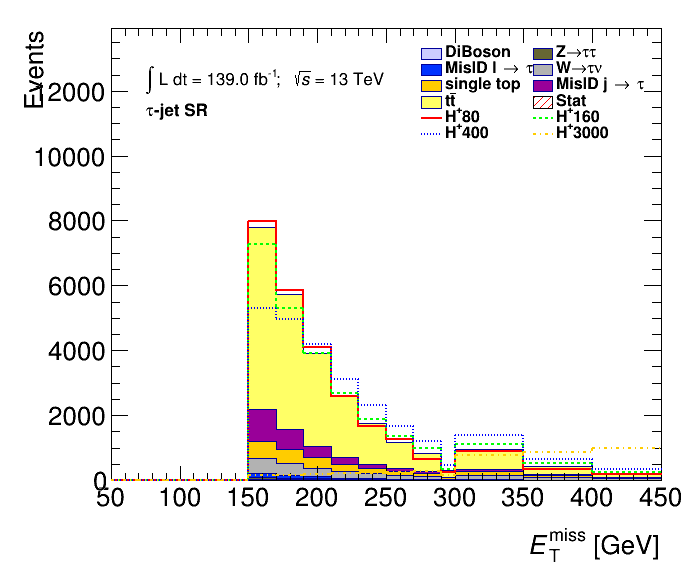 Events
∫ L dt = 139.0 fb⁻¹; √s = 13 TeV
τ-jet SR
DiBoson Z→ττ
MisID l → τ W→τν
single top MisID j → τ
tt̄ Stat
H⁺80 H⁺160
H⁺400 H⁺3000
12000
10000
8000
6000
4000
2000
0
50 100 150 200 250 300 350 400 450
E_T^miss [GeV]